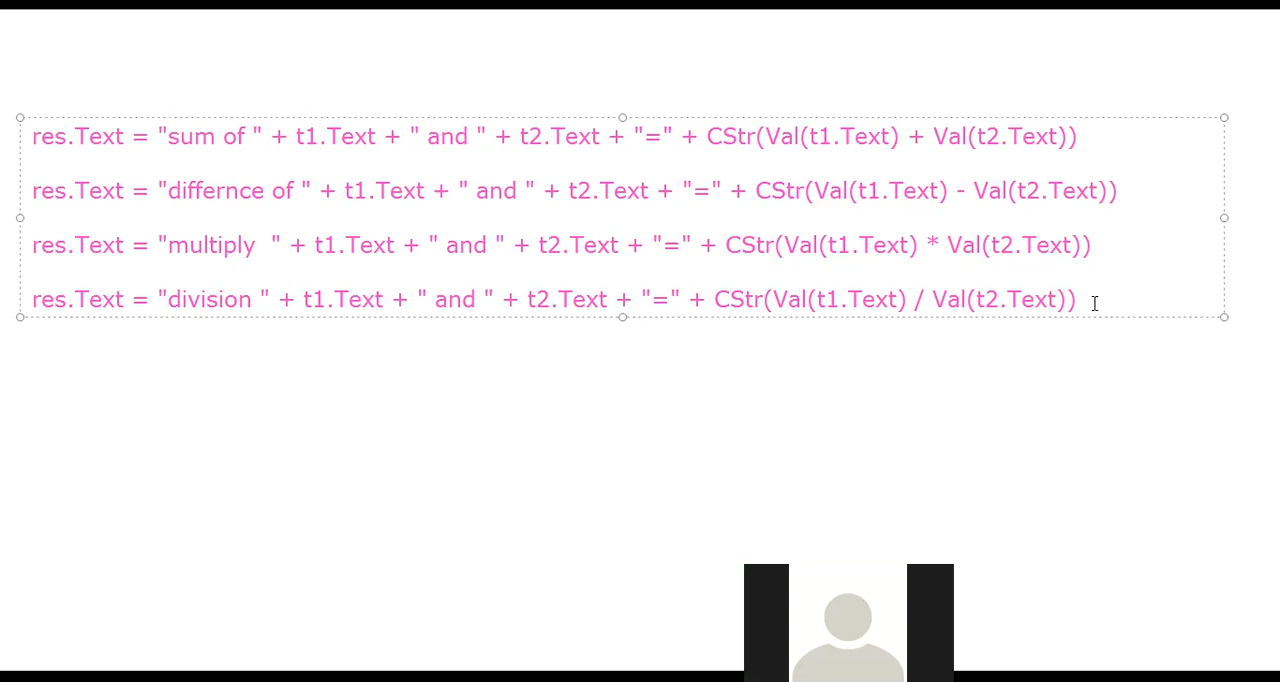 res.Text = "sum of " + t1.Text + " and " + t2.Text + "=" + CStr(Val(t1.Text) + Val(t2.Text))
res.Text = "differnce of " + t1.Text + " and " + t2.Text + "=" + CStr(Val(t1.Text) - Val(t2.Text))
res.Text = "multiply  " + t1.Text + " and " + t2.Text + "=" + CStr(Val(t1.Text) * Val(t2.Text))
res.Text = "division " + t1.Text + " and " + t2.Text + "=" + CStr(Val(t1.Text) / Val(t2.Text))